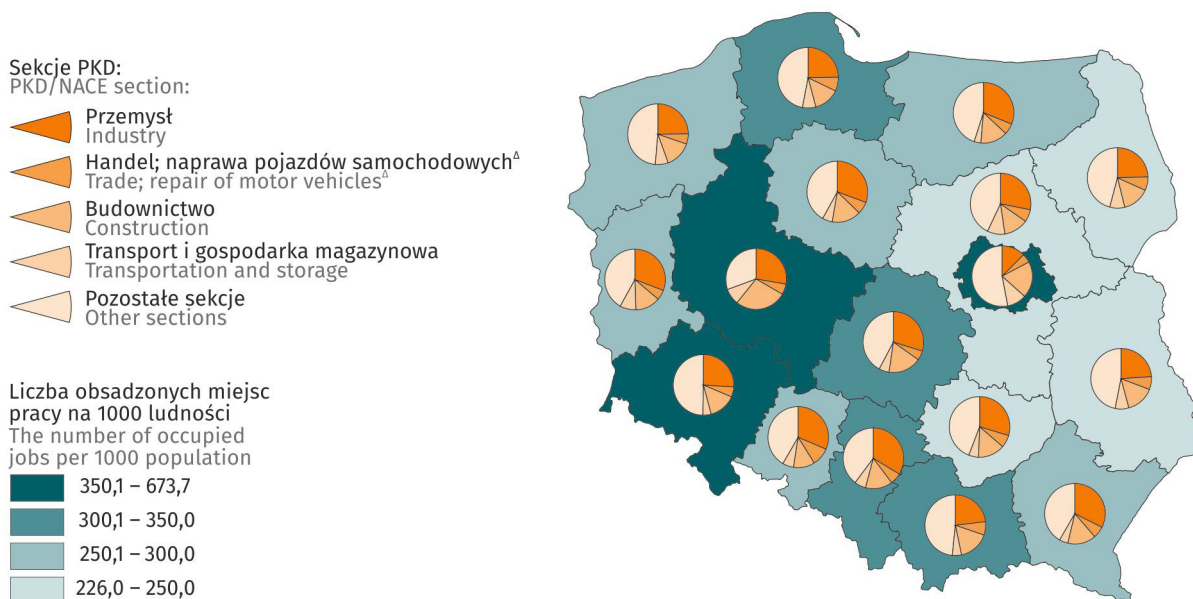 Sekcje PKD:
PKD/NACE section:
Przemysł
Industry
Handel; naprawa pojazdów samochodowych^Δ
Trade; repair of motor vehicles^Δ
Budownictwo
Construction
Transport i gospodarka magazynowa
Transportation and storage
Pozostałe sekcje
Other sections
Liczba obsadzonych miejsc
pracy na 1000 ludności
The number of occupied
jobs per 1000 population
350,1 – 673,7
300,1 – 350,0
250,1 – 300,0
226,0 – 250,0